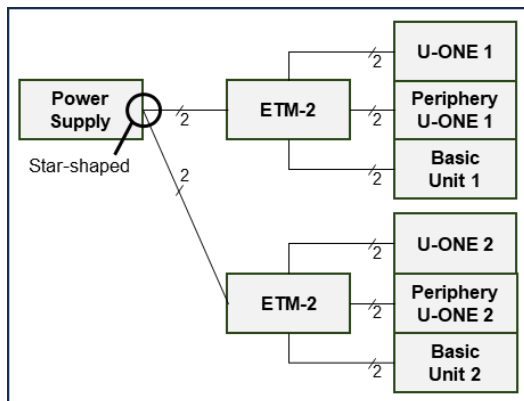 U-ONE 1
2
Power
Supply
2
ETM-2
2
Periphery
U-ONE 1
Star-shaped
2
Basic
Unit 1
2
2
U-ONE 2
ETM-2
2
Periphery
U-ONE 2
2
Basic
Unit 2